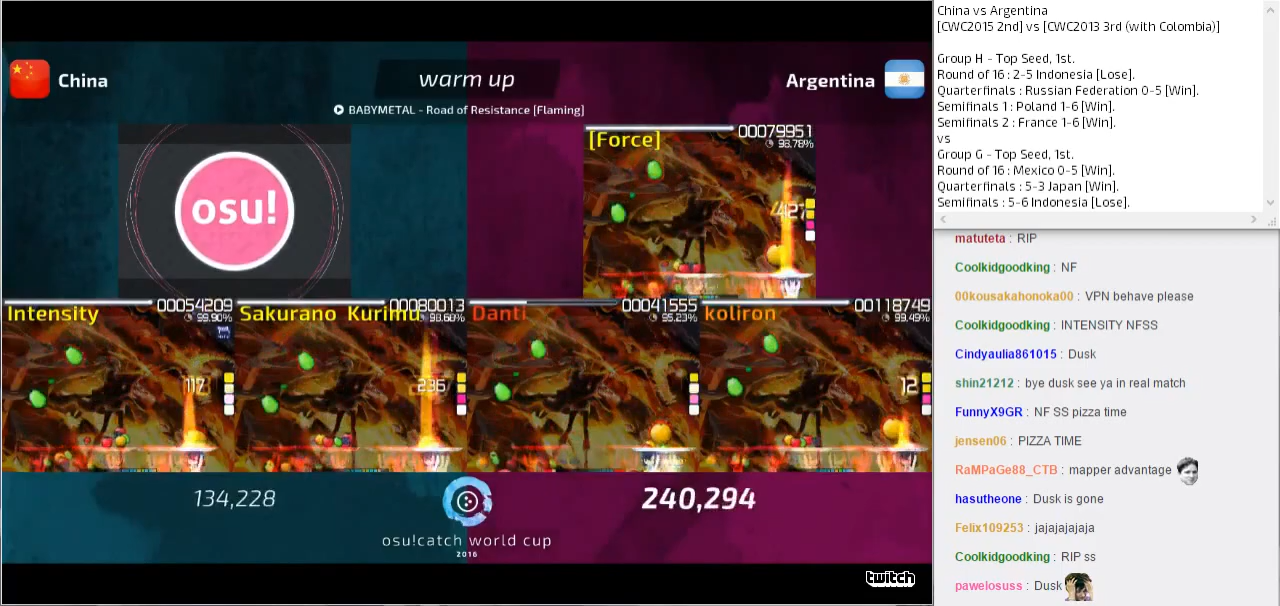 China
warm up
Argentina
BABYMETAL - Road of Resistance [Flaming]
osu!
[Force]
00079951
98.78%
427
Intensity
00054209
99.90%
117
Sakurano Kurimu
00080013
98.68%
236
Danti
00041555
95.23%
koliron
00118749
99.49%
12
134,228
240,294
osu!catch world cup
2016
twitch
China vs Argentina
[CWC2015 2nd] vs [CWC2013 3rd (with Colombia)]
Group H - Top Seed, 1st.
Round of 16 : 2-5 Indonesia [Lose].
Quarterfinals : Russian Federation 0-5 [Win].
Semifinals 1 : Poland 1-6 [Win].
Semifinals 2 : France 1-6 [Win].
vs
Group G - Top Seed, 1st.
Round of 16 : Mexico 0-5 [Win].
Quarterfinals : 5-3 Japan [Win].
Semifinals : 5-6 Indonesia [Lose].
matuteta : RIP
Coolkidgoodking : NF
00kousakahonoka00 : VPN behave please
Coolkidgoodking : INTENSITY NFSS
Cindyaulia861015 : Dusk
shin21212 : bye dusk see ya in real match
FunnyX9GR : NF SS pizza time
jensen06 : PIZZA TIME
RaMPaGe88_CTB : mapper advantage
hasutheone : Dusk is gone
Felix109253 : jajajajajaja
Coolkidgoodking : RIP ss
pawelosuss : Dusk